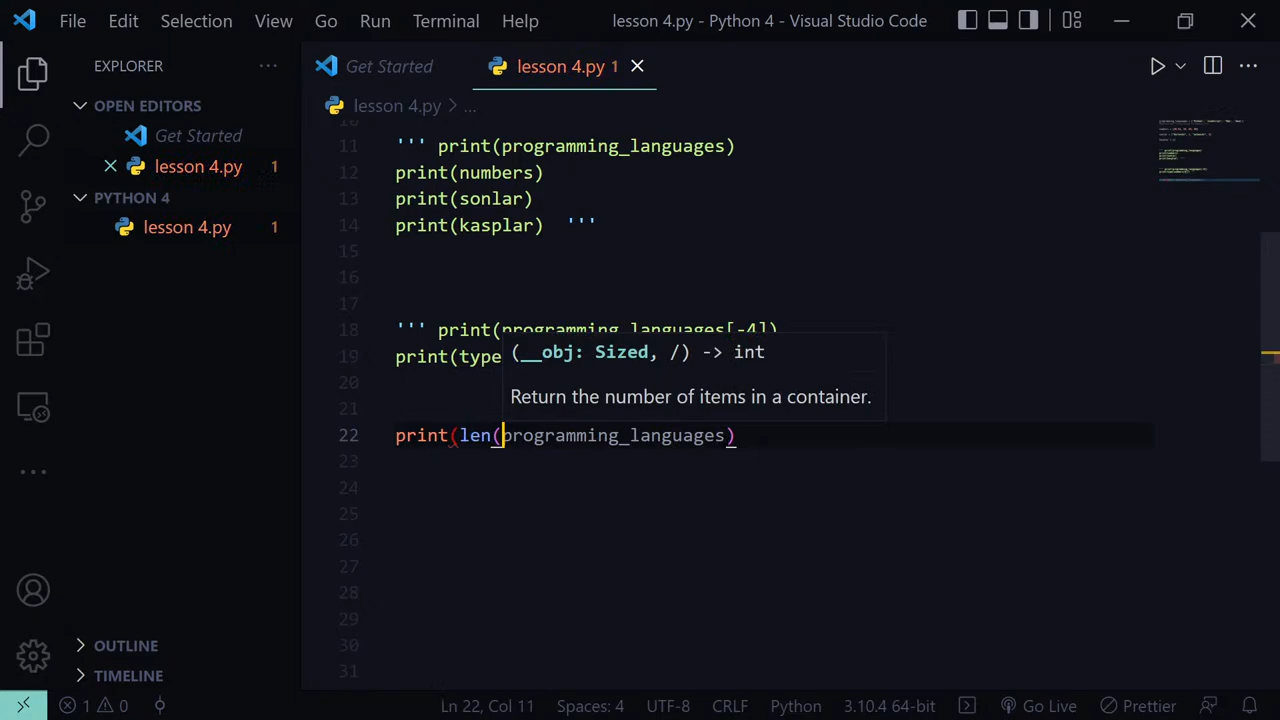 File Edit Selection View Go Run Terminal Help lesson 4.py - Python 4 - Visual Studio Code
EXPLORER
OPEN EDITORS
Get Started
lesson 4.py 1
PYTHON 4
lesson 4.py 1
OUTLINE
TIMELINE
Get Started lesson 4.py 1
lesson 4.py > ...
10
11 ''' print(programming_languages)
12 print(numbers)
13 print(sonlar)
14 print(kasplar) '''
15
16
17
18 ''' print(programming_languages[-4])
19 print(type
(__obj: Sized, /) -> int
Return the number of items in a container.
20
21
22 print(len(programming_languages)
23
24
25
26
27
28
29
30
31
1 0 Ln 22, Col 11 Spaces: 4 UTF-8 CRLF Python 3.10.4 64-bit Go Live Prettier